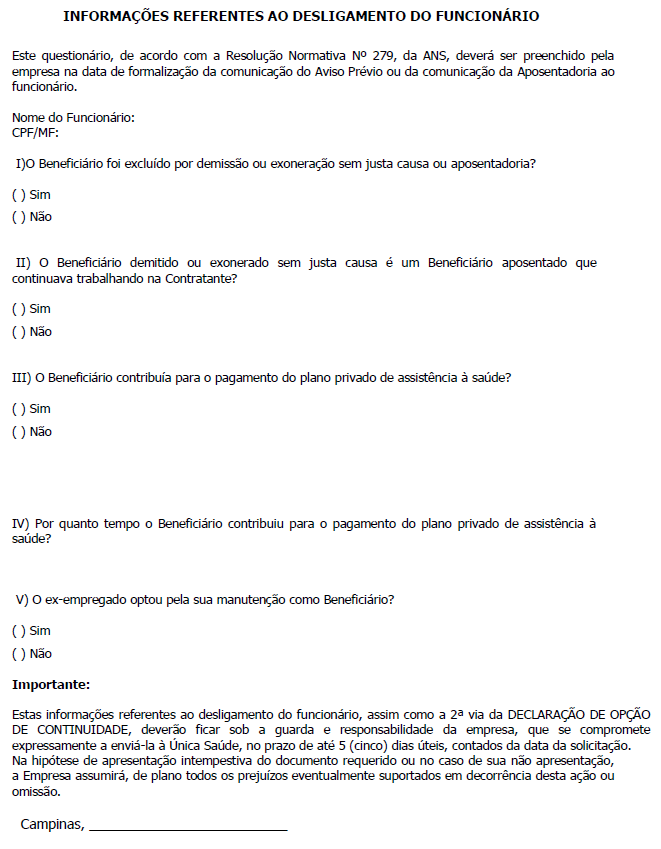 INFORMAÇÕES REFERENTES AO DESLIGAMENTO DO FUNCIONÁRIO
Este questionário, de acordo com a Resolução Normativa Nº 279, da ANS, deverá ser preenchido pela
empresa na data de formalização da comunicação do Aviso Prévio ou da comunicação da Aposentadoria ao
funcionário.
Nome do Funcionário:
CPF/MF:
I)O Beneficiário foi excluído por demissão ou exoneração sem justa causa ou aposentadoria?
( ) Sim
( ) Não
II) O Beneficiário demitido ou exonerado sem justa causa é um Beneficiário aposentado que
continuava trabalhando na Contratante?
( ) Sim
( ) Não
III) O Beneficiário contribuía para o pagamento do plano privado de assistência à saúde?
( ) Sim
( ) Não
IV) Por quanto tempo o Beneficiário contribuiu para o pagamento do plano privado de assistência à
saúde?
V) O ex-empregado optou pela sua manutenção como Beneficiário?
( ) Sim
( ) Não
Importante:
Estas informações referentes ao desligamento do funcionário, assim como a 2ª via da DECLARAÇÃO DE OPÇÃO
DE CONTINUIDADE, deverão ficar sob a guarda e responsabilidade da empresa, que se compromete
expressamente a enviá-la à Única Saúde, no prazo de até 5 (cinco) dias úteis, contados da data da solicitação.
Na hipótese de apresentação intempestiva do documento requerido ou no caso de sua não apresentação,
a Empresa assumirá, de plano todos os prejuízos eventualmente suportados em decorrência desta ação ou
omissão.
Campinas, ___________________________